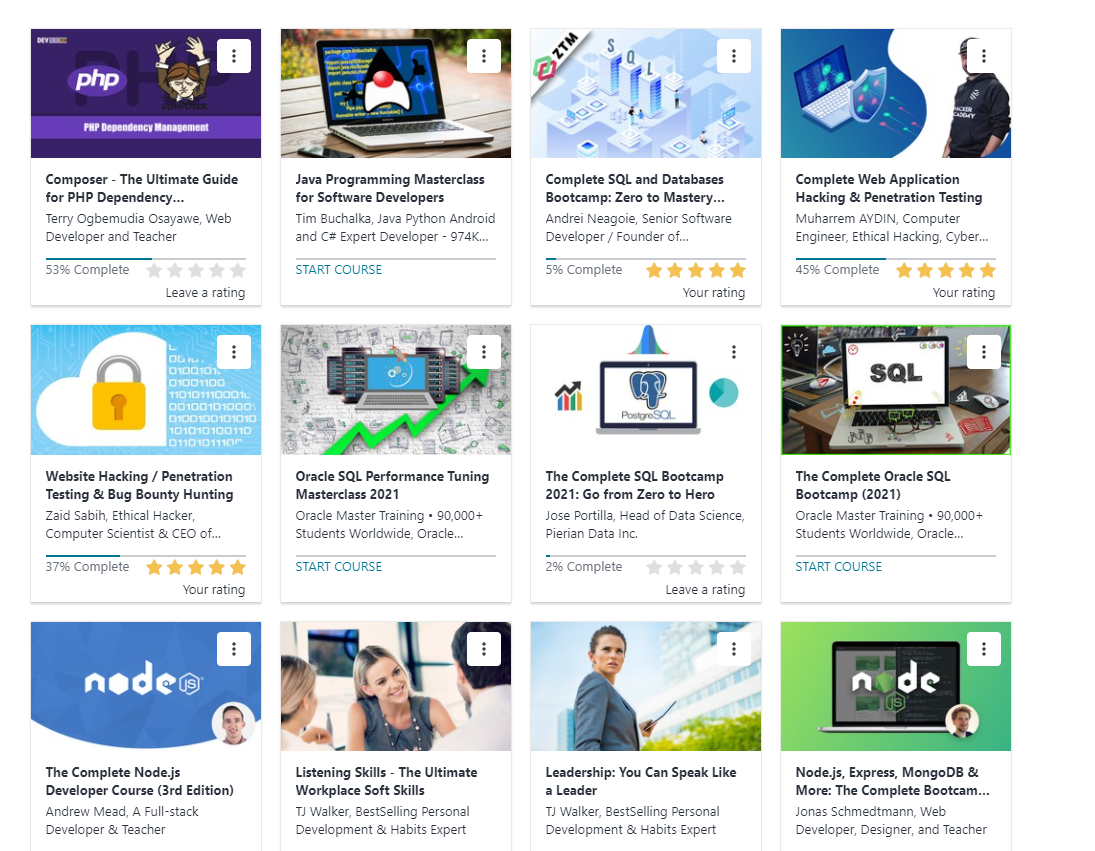 php
PHP Dependency Management
Composer - The Ultimate Guide
for PHP Dependency...
Terry Ogbemudia Osayawe, Web
Developer and Teacher
53% Complete
Leave a rating
Java Programming Masterclass
for Software Developers
Tim Buchalka, Java Python Android
and C# Expert Developer - 974K...
START COURSE
ZTM
SQL
Complete SQL and Databases
Bootcamp: Zero to Mastery...
Andrei Neagoie, Senior Software
Developer / Founder of...
5% Complete
Your rating
Complete Web Application
Hacking & Penetration Testing
Muharrem AYDIN, Computer
Engineer, Ethical Hacking, Cyber...
45% Complete
Your rating
Website Hacking / Penetration
Testing & Bug Bounty Hunting
Zaid Sabih, Ethical Hacker,
Computer Scientist & CEO of...
37% Complete
Your rating
Oracle SQL Performance Tuning
Masterclass 2021
Oracle Master Training • 90,000+
Students Worldwide, Oracle...
START COURSE
PostgreSQL
The Complete SQL Bootcamp
2021: Go from Zero to Hero
Jose Portilla, Head of Data Science,
Pierian Data Inc.
2% Complete
Leave a rating
SQL
The Complete Oracle SQL
Bootcamp (2021)
Oracle Master Training • 90,000+
Students Worldwide, Oracle...
START COURSE
node JS
The Complete Node.js
Developer Course (3rd Edition)
Andrew Mead, A Full-stack
Developer & Teacher
Listening Skills - The Ultimate
Workplace Soft Skills
TJ Walker, BestSelling Personal
Development & Habits Expert
Leadership: You Can Speak Like
a Leader
TJ Walker, BestSelling Personal
Development & Habits Expert
node
JS
Node.js, Express, MongoDB &
More: The Complete Bootcam...
Jonas Schmedtmann, Web
Developer, Designer, and Teacher